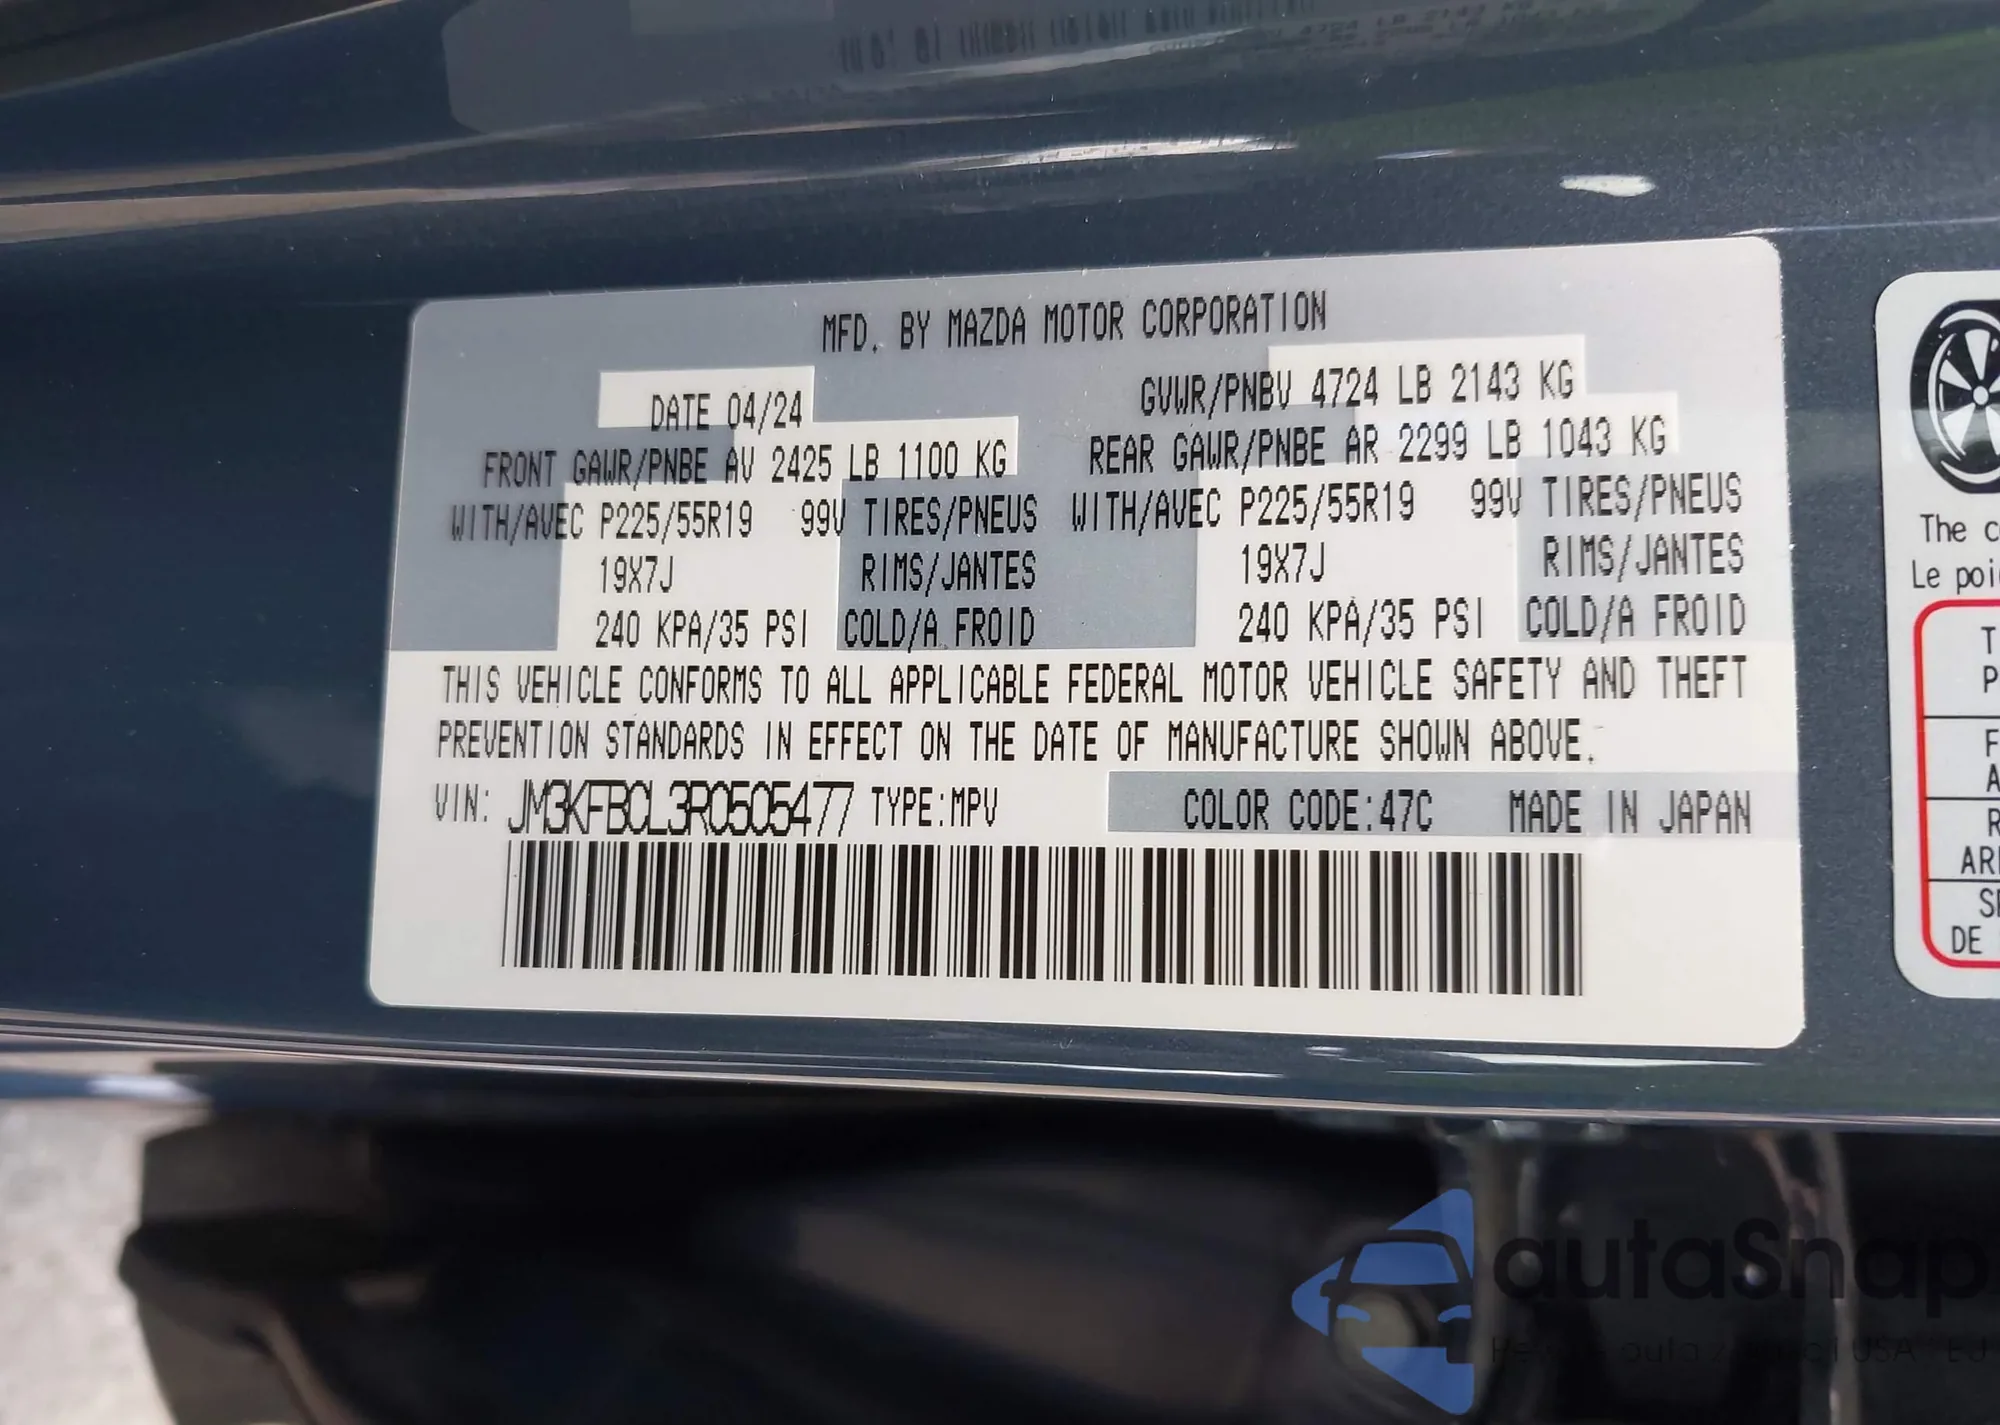 MFD. BY MAZDA MOTOR CORPORATION
DATE 04/24 GVWR/PNBV 4724 LB 2143 KG
FRONT GAWR/PNBE AV 2425 LB 1100 KG REAR GAWR/PNBE AR 2299 LB 1043 KG
WITH/AVEC P225/55R19 99V TIRES/PNEUS WITH/AVEC P225/55R19 99V TIRES/PNEUS
19X7J RIMS/JANTES 19X7J RIMS/JANTES
240 KPA/35 PSI COLD/A FROID 240 KPA/35 PSI COLD/A FROID
THIS VEHICLE CONFORMS TO ALL APPLICABLE FEDERAL MOTOR VEHICLE SAFETY AND THEFT
PREVENTION STANDARDS IN EFFECT ON THE DATE OF MANUFACTURE SHOWN ABOVE.
VIN: JM3KFBCL3R0505477 TYPE:MPV COLOR CODE:47C MADE IN JAPAN
The
Le
DE
autaSnap
USA